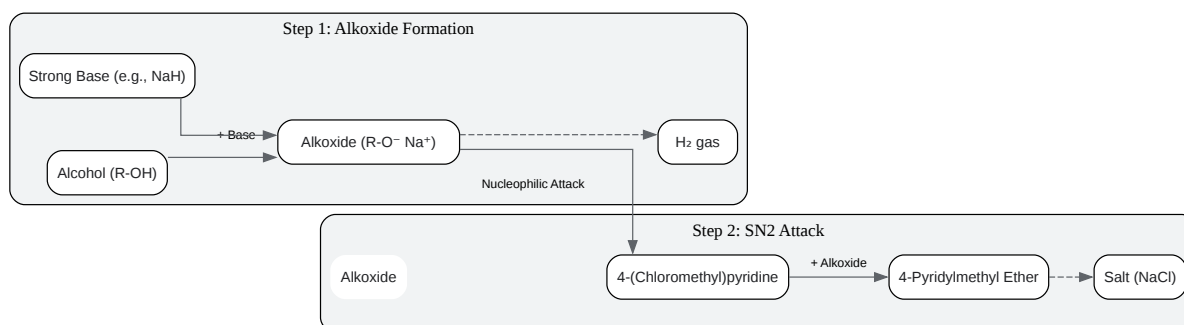 Step 1: Alkoxide Formation
Strong Base (e.g., NaH)
+ Base
Alkoxide (R-O⁻ Na⁺)
H₂ gas
Alcohol (R-OH)
Nucleophilic Attack
Step 2: SN2 Attack
Alkoxide
4-(Chloromethyl)pyridine
+ Alkoxide
4-Pyridylmethyl Ether
Salt (NaCl)